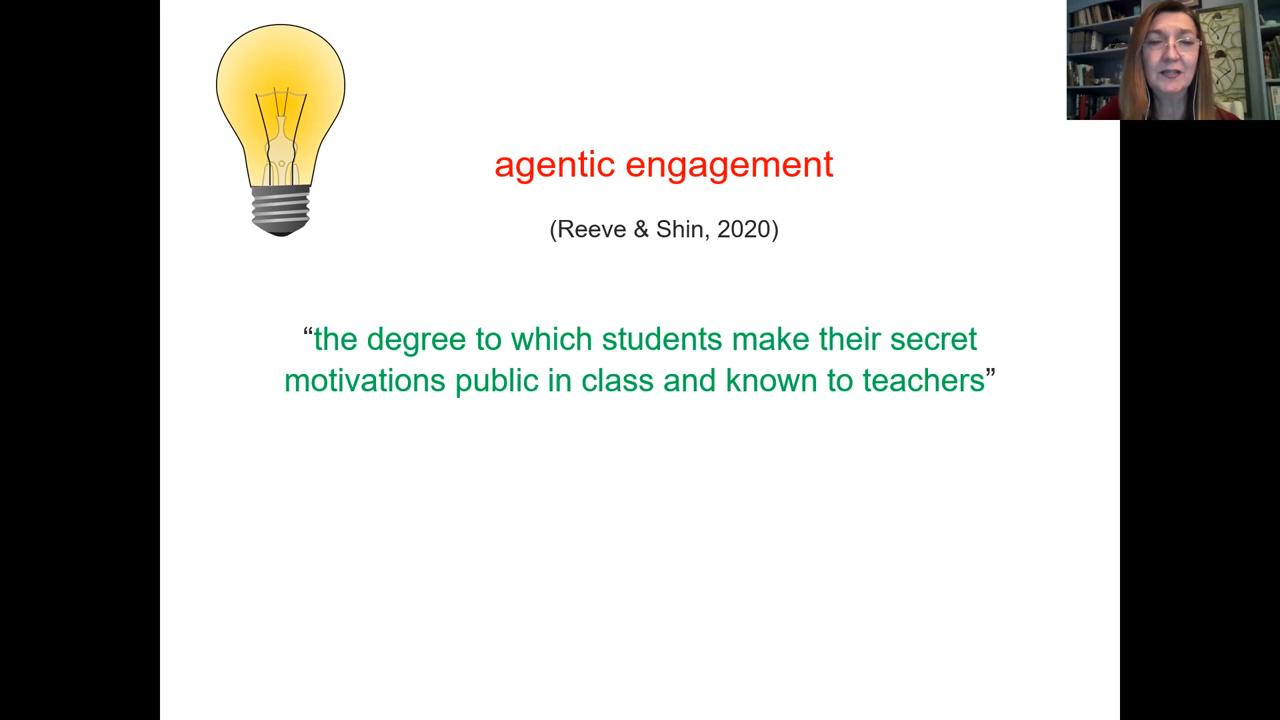 agentic engagement
(Reeve & Shin, 2020)
“the degree to which students make their secret
motivations public in class and known to teachers”